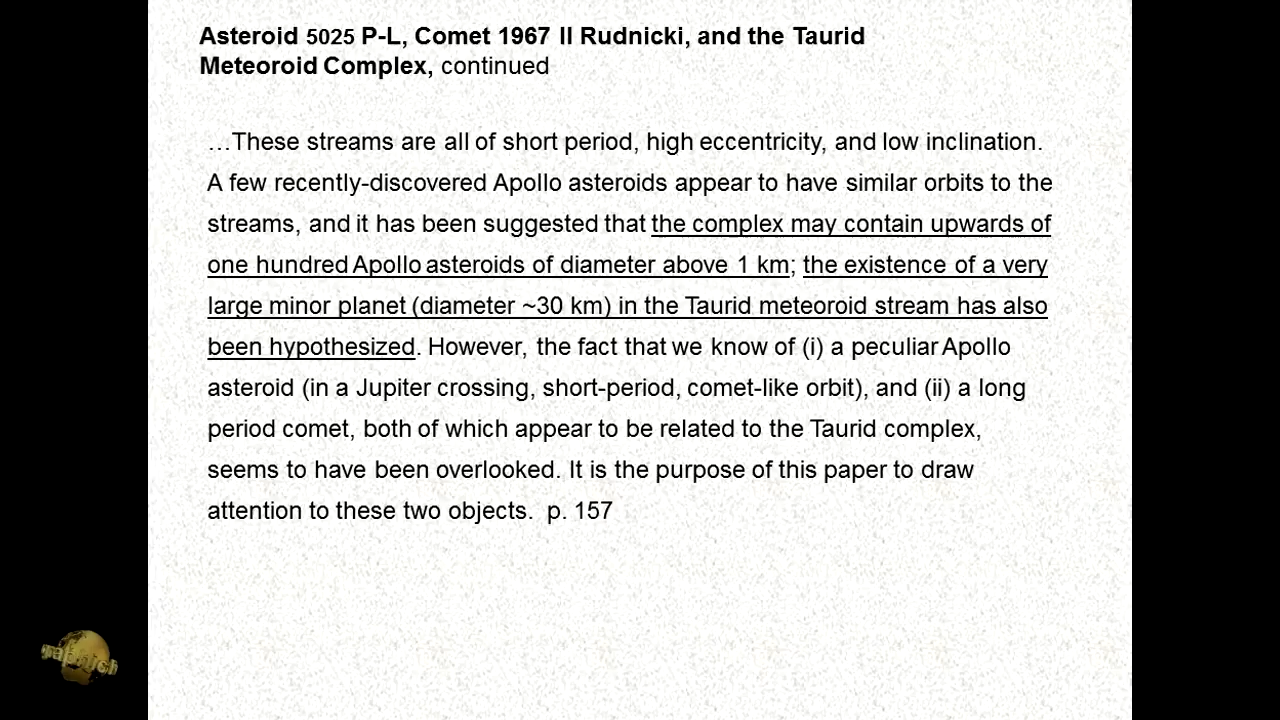 Asteroid 5025 P-L, Comet 1967 II Rudnicki, and the Taurid
Meteoroid Complex, continued
…These streams are all of short period, high eccentricity, and low inclination.
A few recently-discovered Apollo asteroids appear to have similar orbits to the
streams, and it has been suggested that the complex may contain upwards of
one hundred Apollo asteroids of diameter above 1 km; the existence of a very
large minor planet (diameter ~30 km) in the Taurid meteoroid stream has also
been hypothesized. However, the fact that we know of (i) a peculiar Apollo
asteroid (in a Jupiter crossing, short-period, comet-like orbit), and (ii) a long
period comet, both of which appear to be related to the Taurid complex,
seems to have been overlooked. It is the purpose of this paper to draw
attention to these two objects.  p. 157